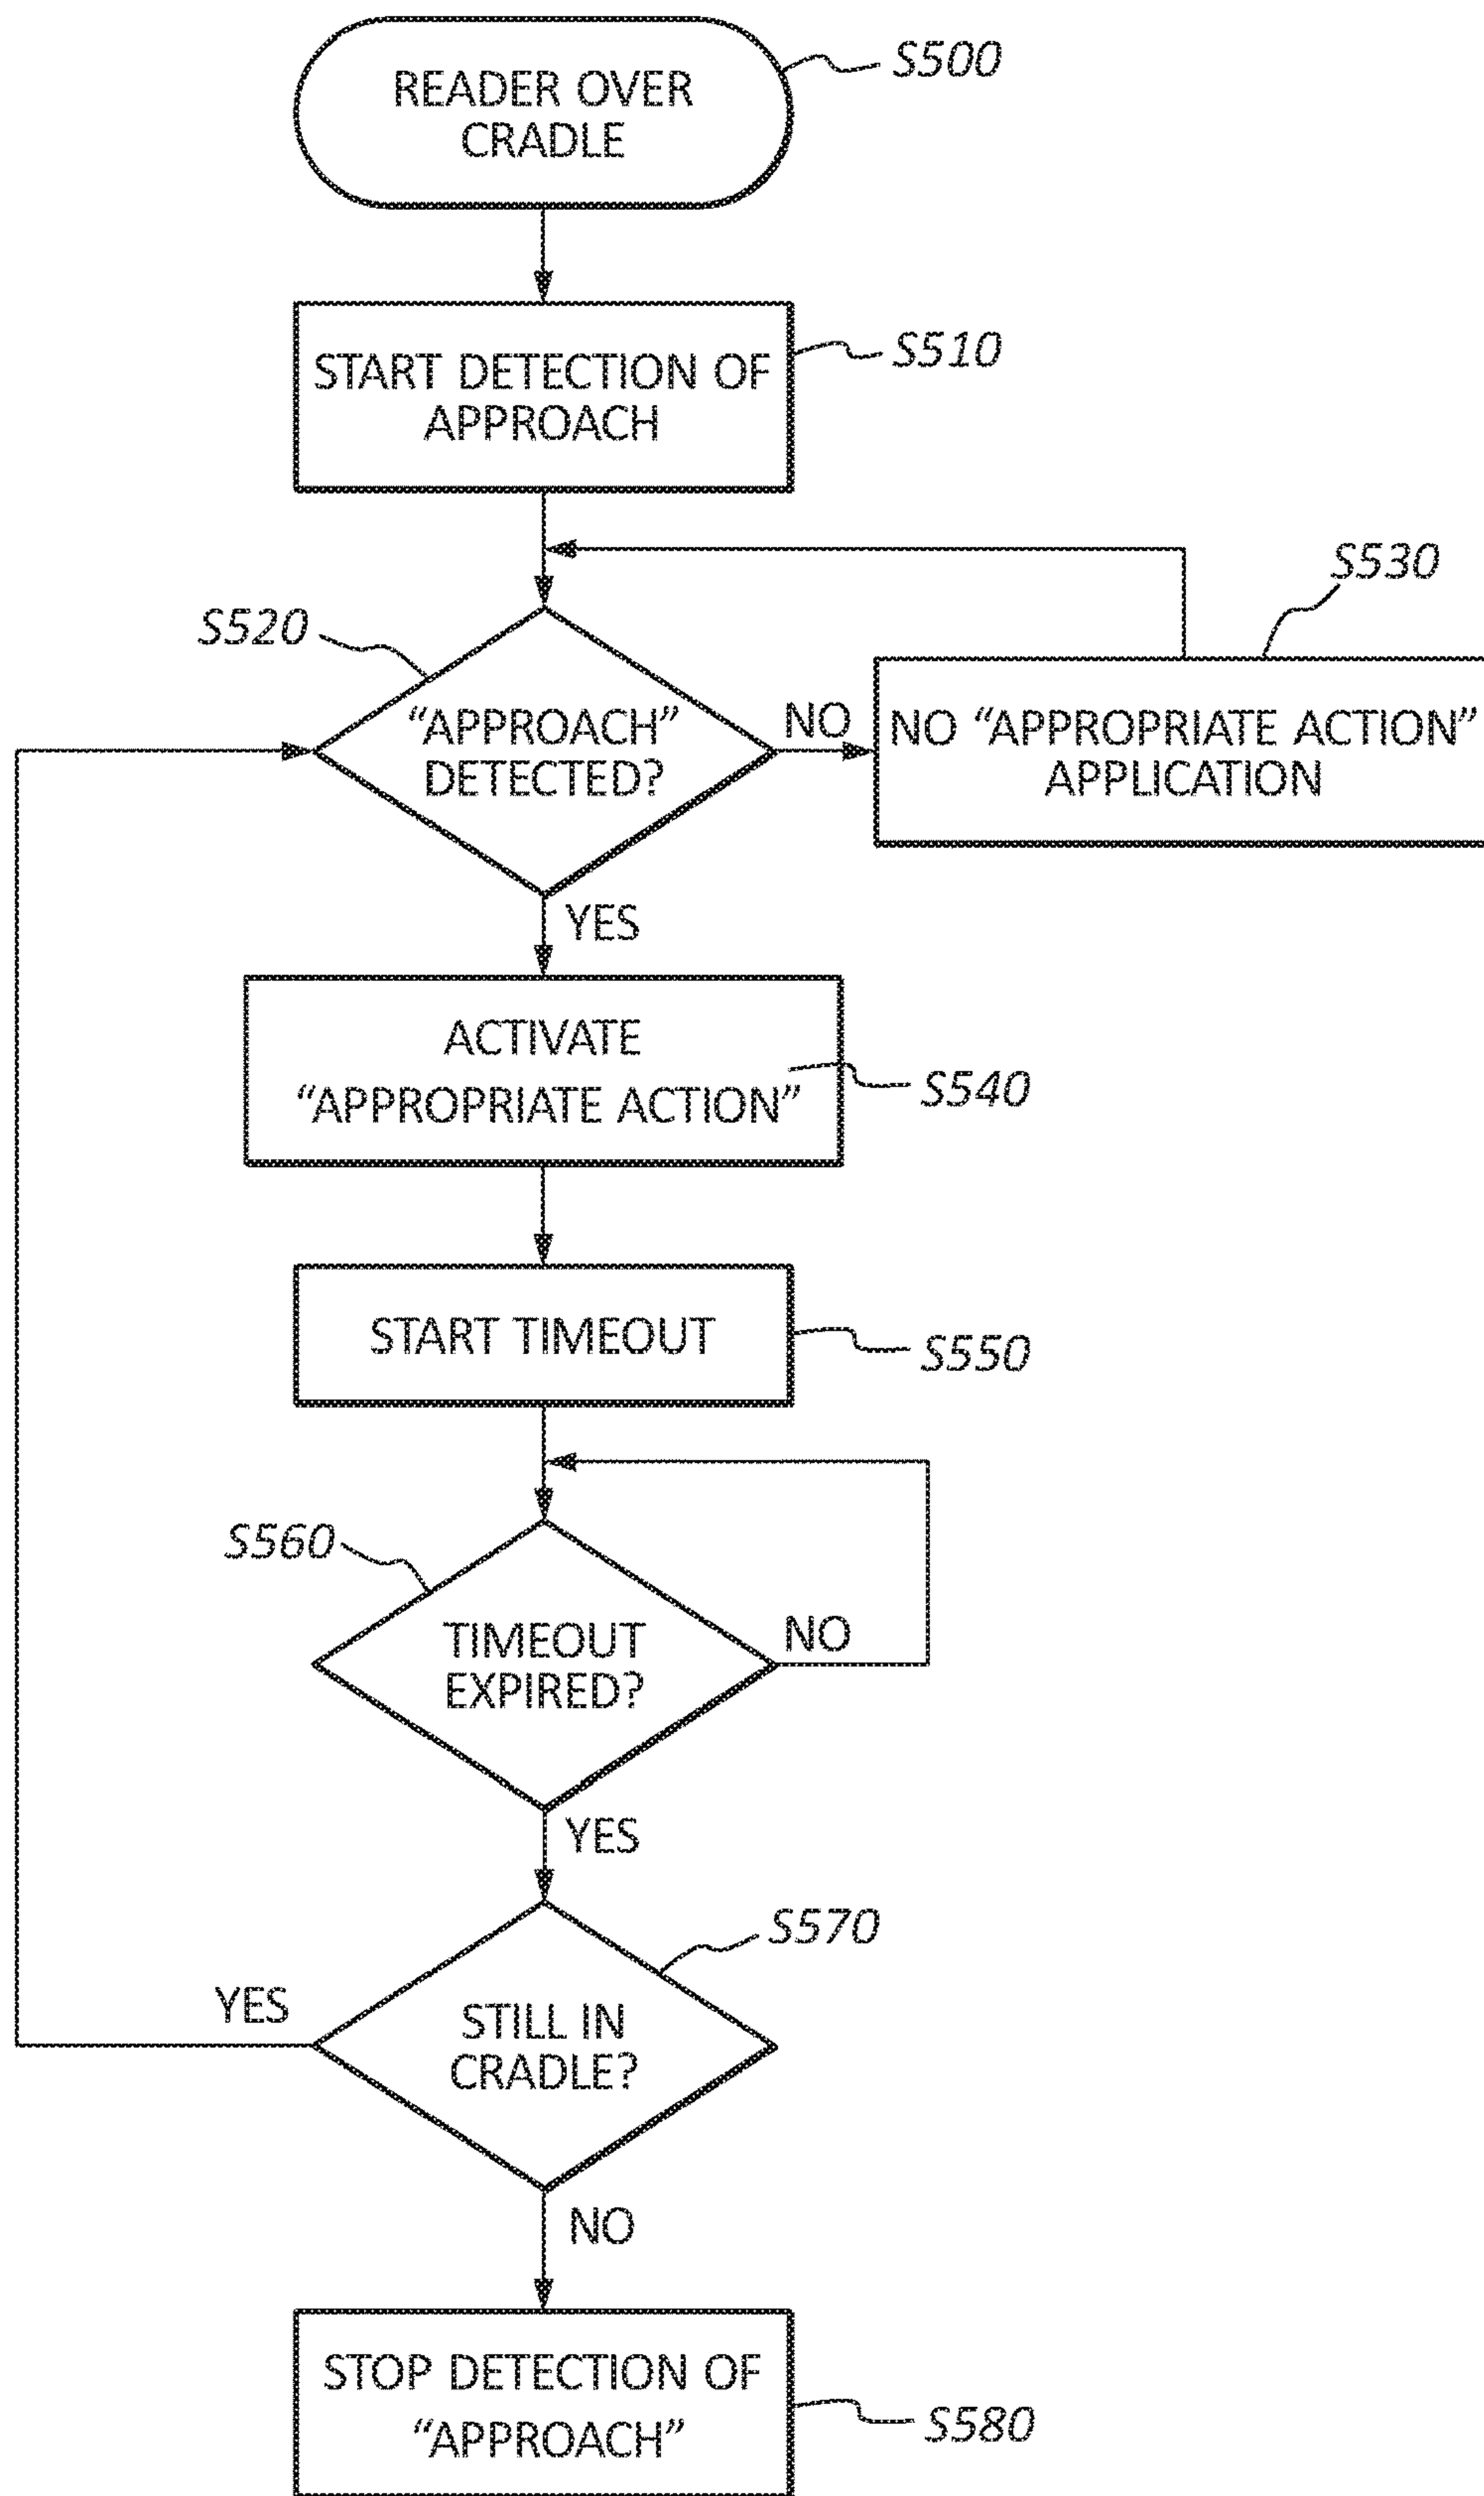 READER OVER
CRADLE
S500
START DETECTION OF
APPROACH
S510
S520
“APPROACH”
DETECTED?
NO
S530
NO “APPROPRIATE ACTION”
APPLICATION
YES
ACTIVATE
“APPROPRIATE ACTION”
S540
START TIMEOUT
S550
S560
TIMEOUT
EXPIRED?
NO
YES
S570
STILL IN
CRADLE?
YES
NO
STOP DETECTION OF
“APPROACH”
S580